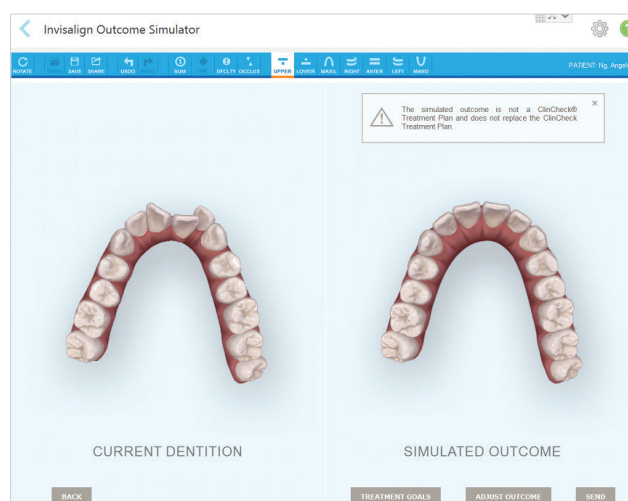 Invisalign Outcome Simulator
ROTATE
SAVE
SHARE
UNDO
NUM
DFCLTY
OCCLUS
UPPER
LOWER
MAXIL
RIGHT
ANTER
LEFT
MAND
PATIENT: Ng, Angel
The simulated outcome is not a ClinCheck®
Treatment Plan and does not replace the ClinCheck
Treatment Plan
CURRENT DENTITION
SIMULATED OUTCOME
BACK
TREATMENT GOALS
ADJUST OUTCOME
SEND